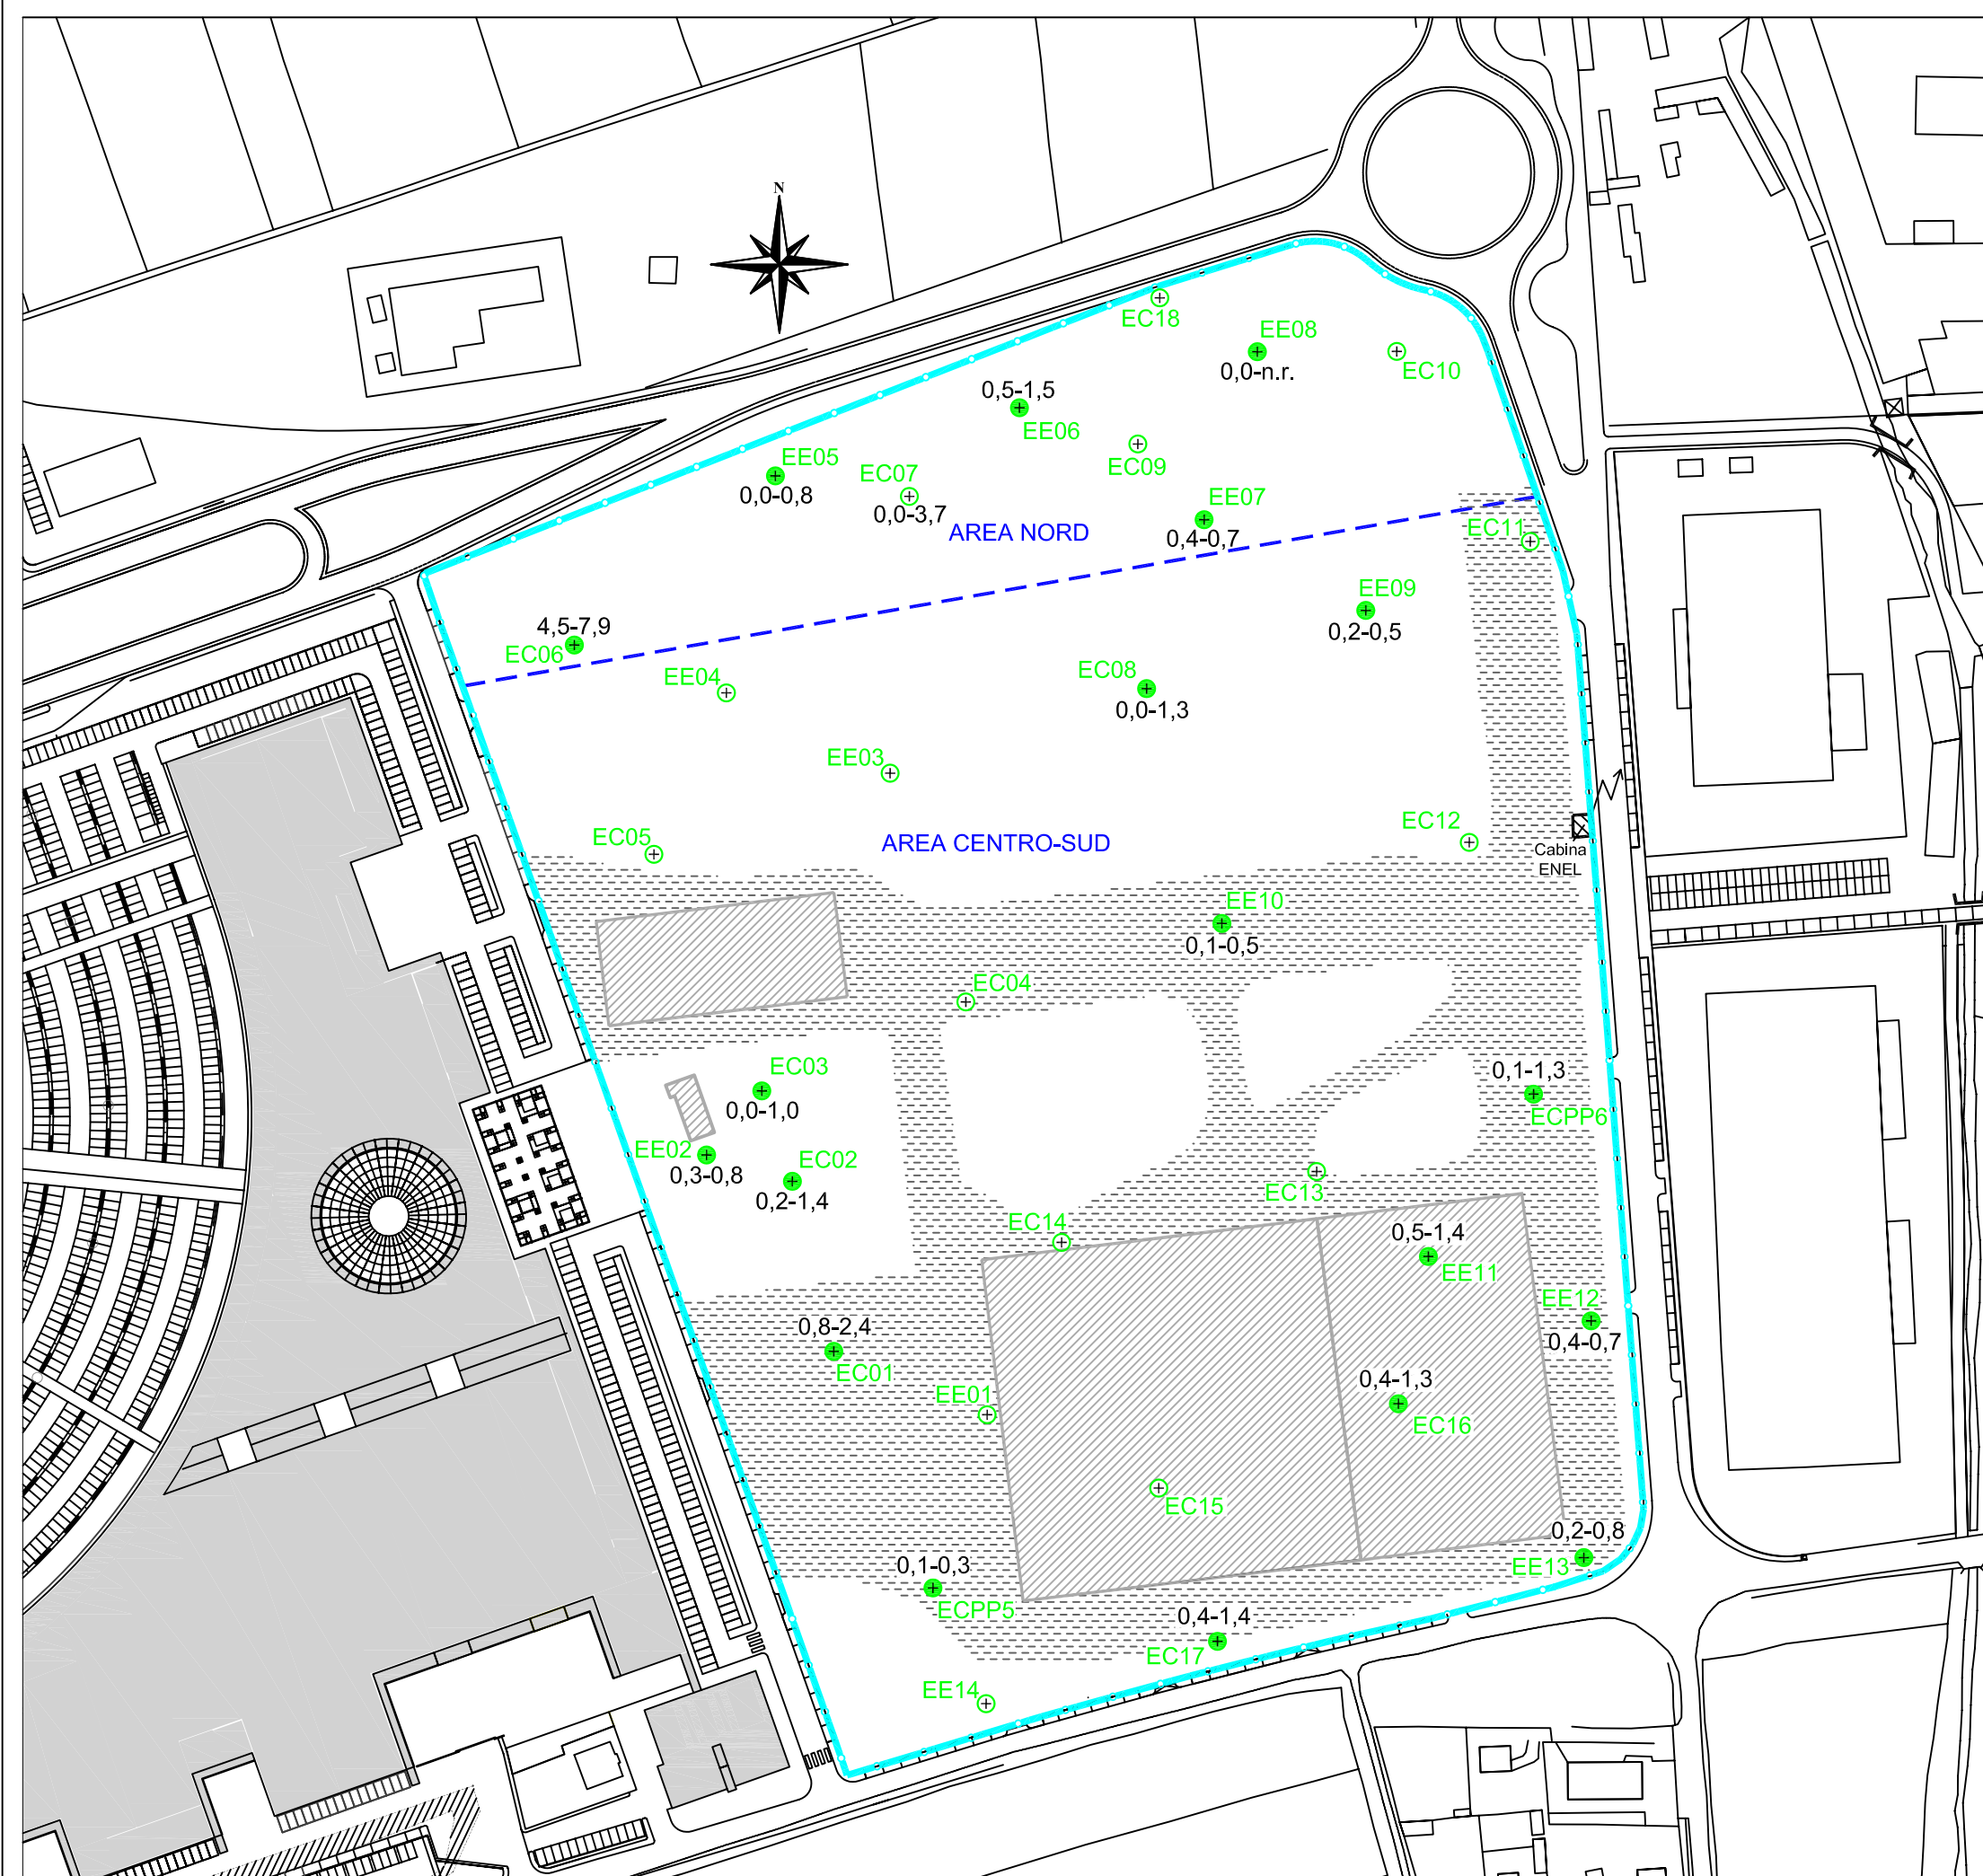 N
EC18
EE08
0,0-n.r.
EC10
0,5-1,5
EE06
EC09
EE05
0,0-0,8
EC07
0,0-3,7
EE07
0,4-0,7
AREA NORD
EC11
EE09
0,2-0,5
4,5-7,9
EC06
EE04
EC08
0,0-1,3
EE03
EC05
AREA CENTRO-SUD
EC12
Cabina
ENEL
EE10
0,1-0,5
EC04
EC03
0,0-1,0
0,1-1,3
ECPP6
EE02
0,3-0,8
EC02
0,2-1,4
EC13
EC14
0,5-1,4
EE11
EE12
0,4-0,7
0,8-2,4
EC01
EE01
0,4-1,3
EC16
EC15
0,2-0,8
EE13
0,1-0,3
ECPP5
0,4-1,4
EC17
EE14